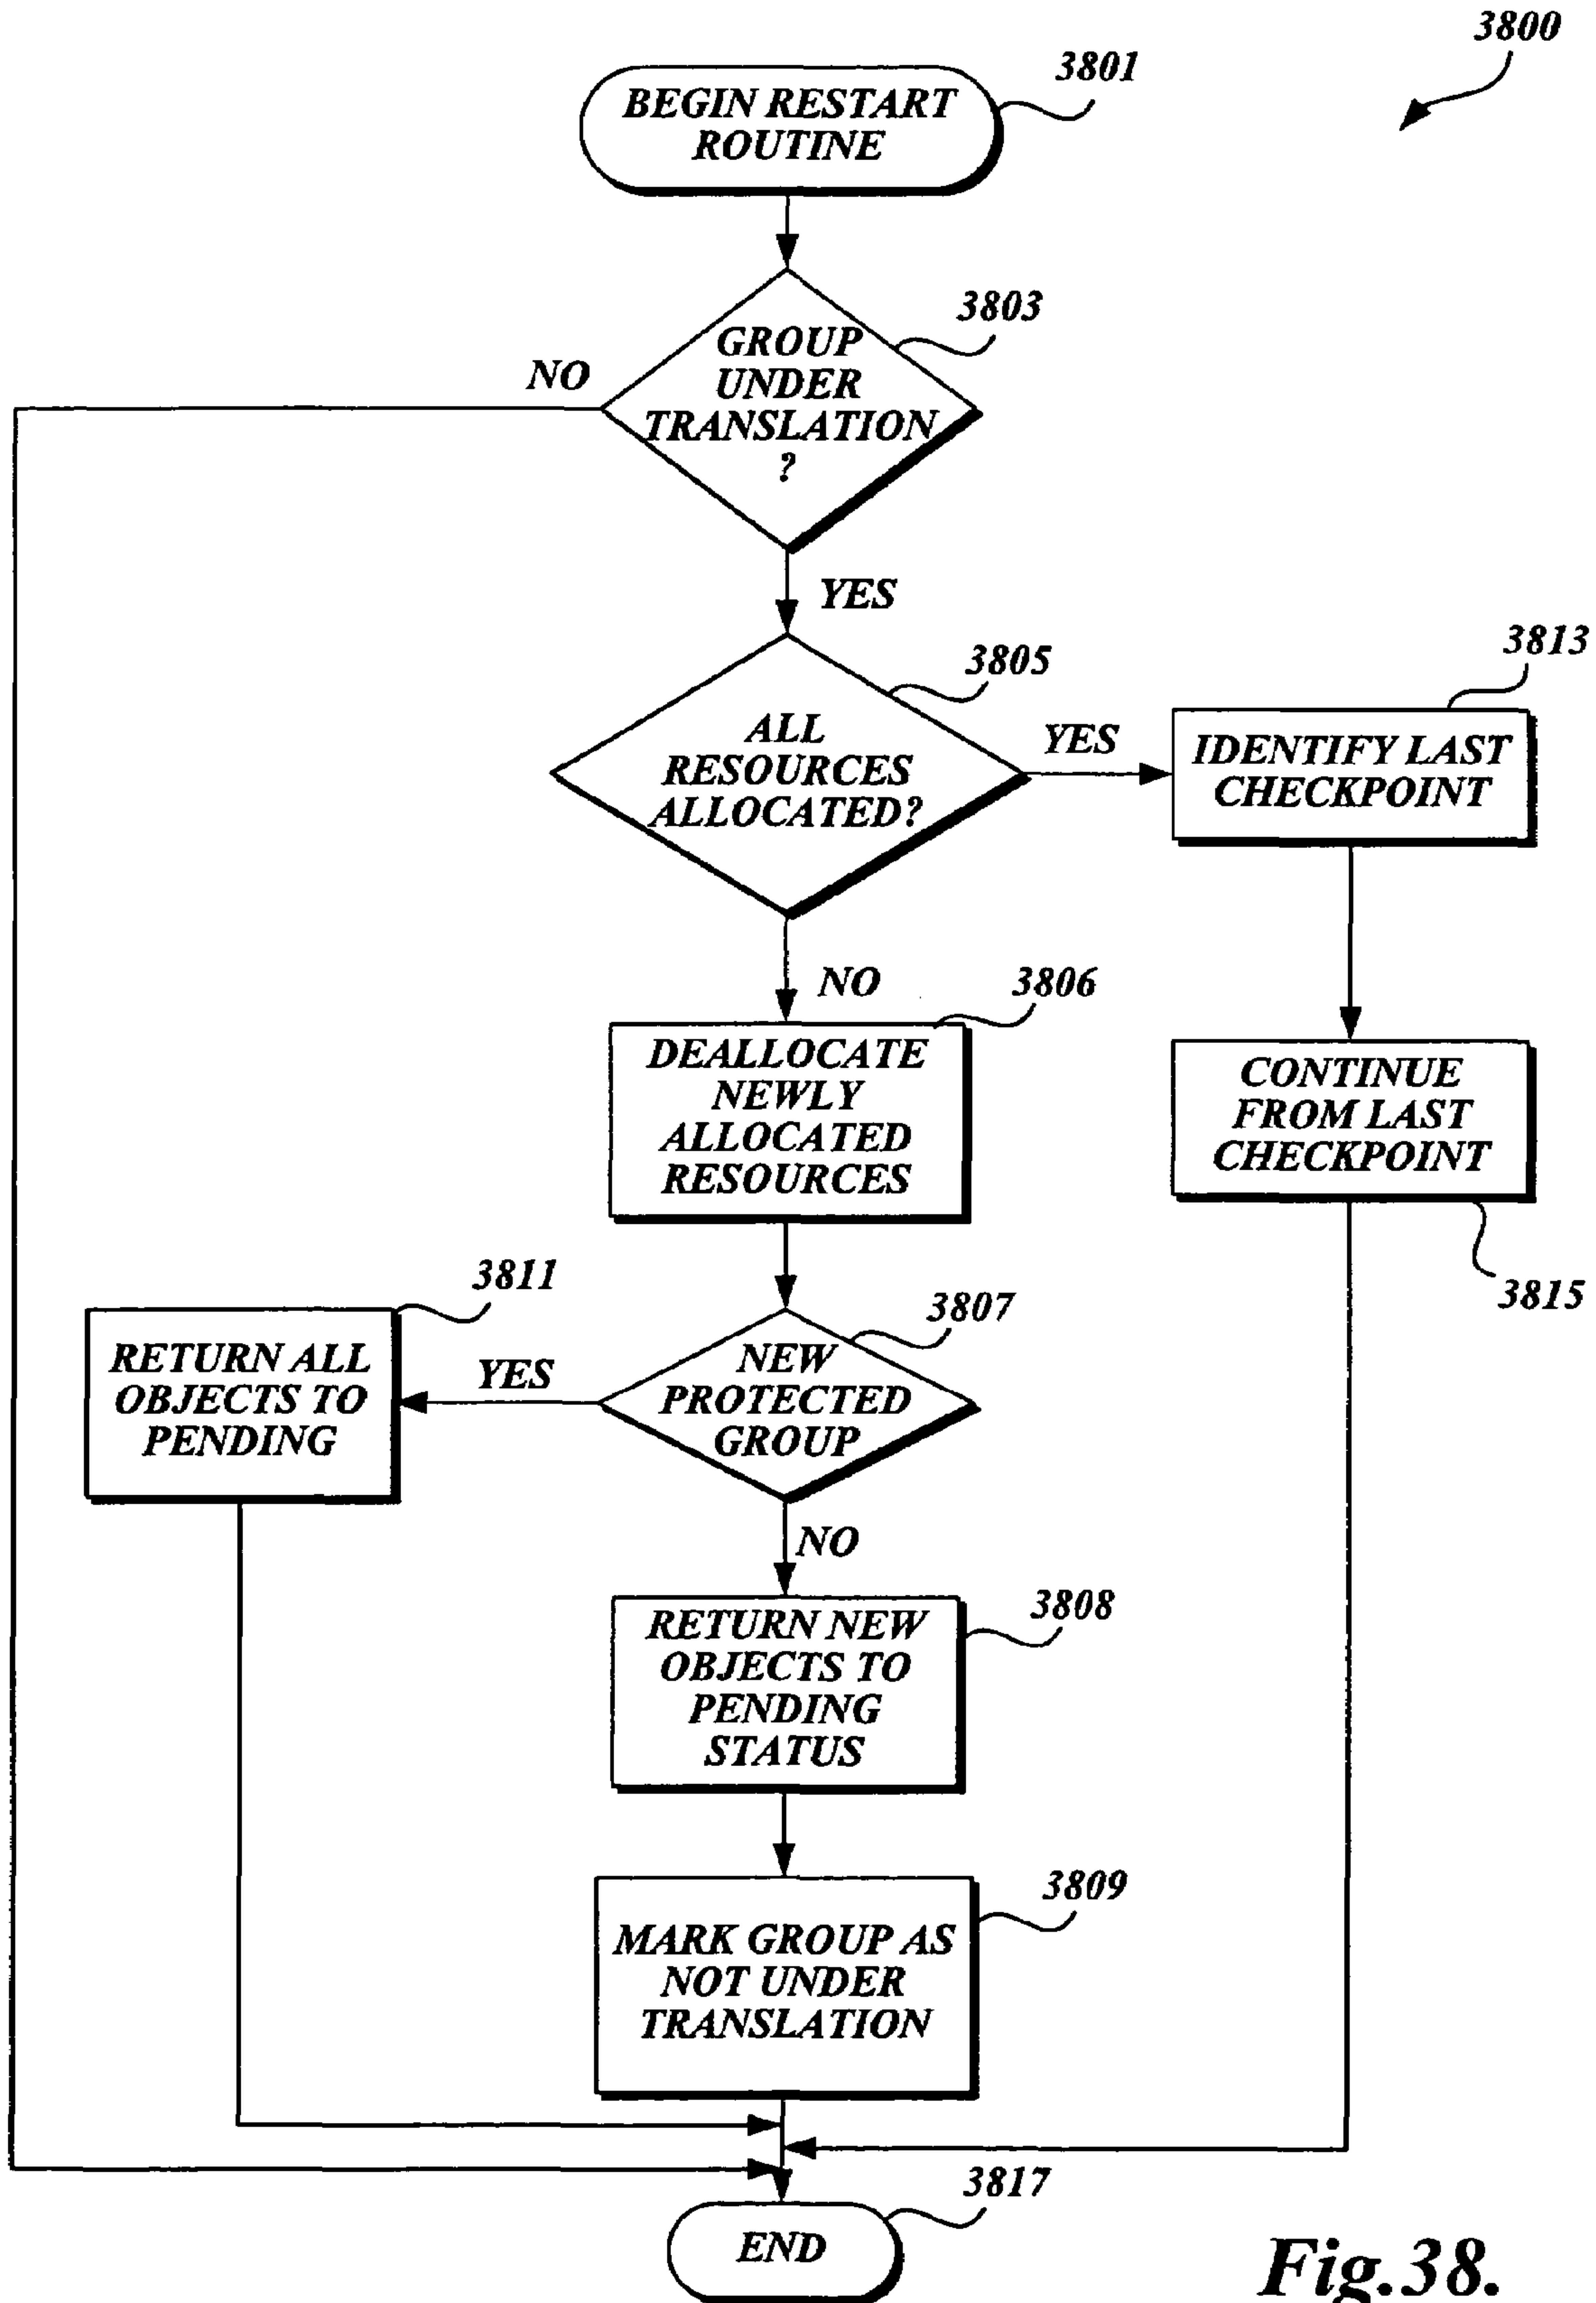 3800
3801
BEGIN RESTART
ROUTINE
3803
GROUP
UNDER
TRANSLATION
?
NO
YES
3805
ALL
RESOURCES
ALLOCATED?
YES
3813
IDENTIFY LAST
CHECKPOINT
NO
3806
DEALLOCATE
NEWLY
ALLOCATED
RESOURCES
CONTINUE
FROM LAST
CHECKPOINT
3815
3811
RETURN ALL
OBJECTS TO
PENDING
YES
3807
NEW
PROTECTED
GROUP
NO
3808
RETURN NEW
OBJECTS TO
PENDING
STATUS
3809
MARK GROUP AS
NOT UNDER
TRANSLATION
3817
END
Fig.38.